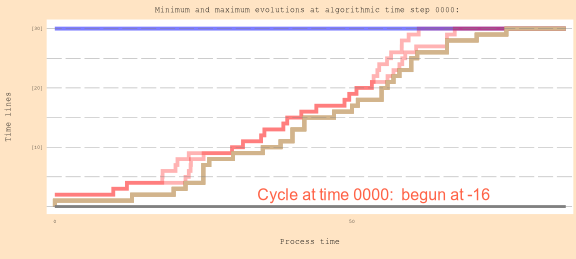 Minimum and maximum evolutions at algorithmic time step 0000:
[30]
[20]
[10]
Time lines
Cycle at time 0000:  begun at -16
0
50
Process time